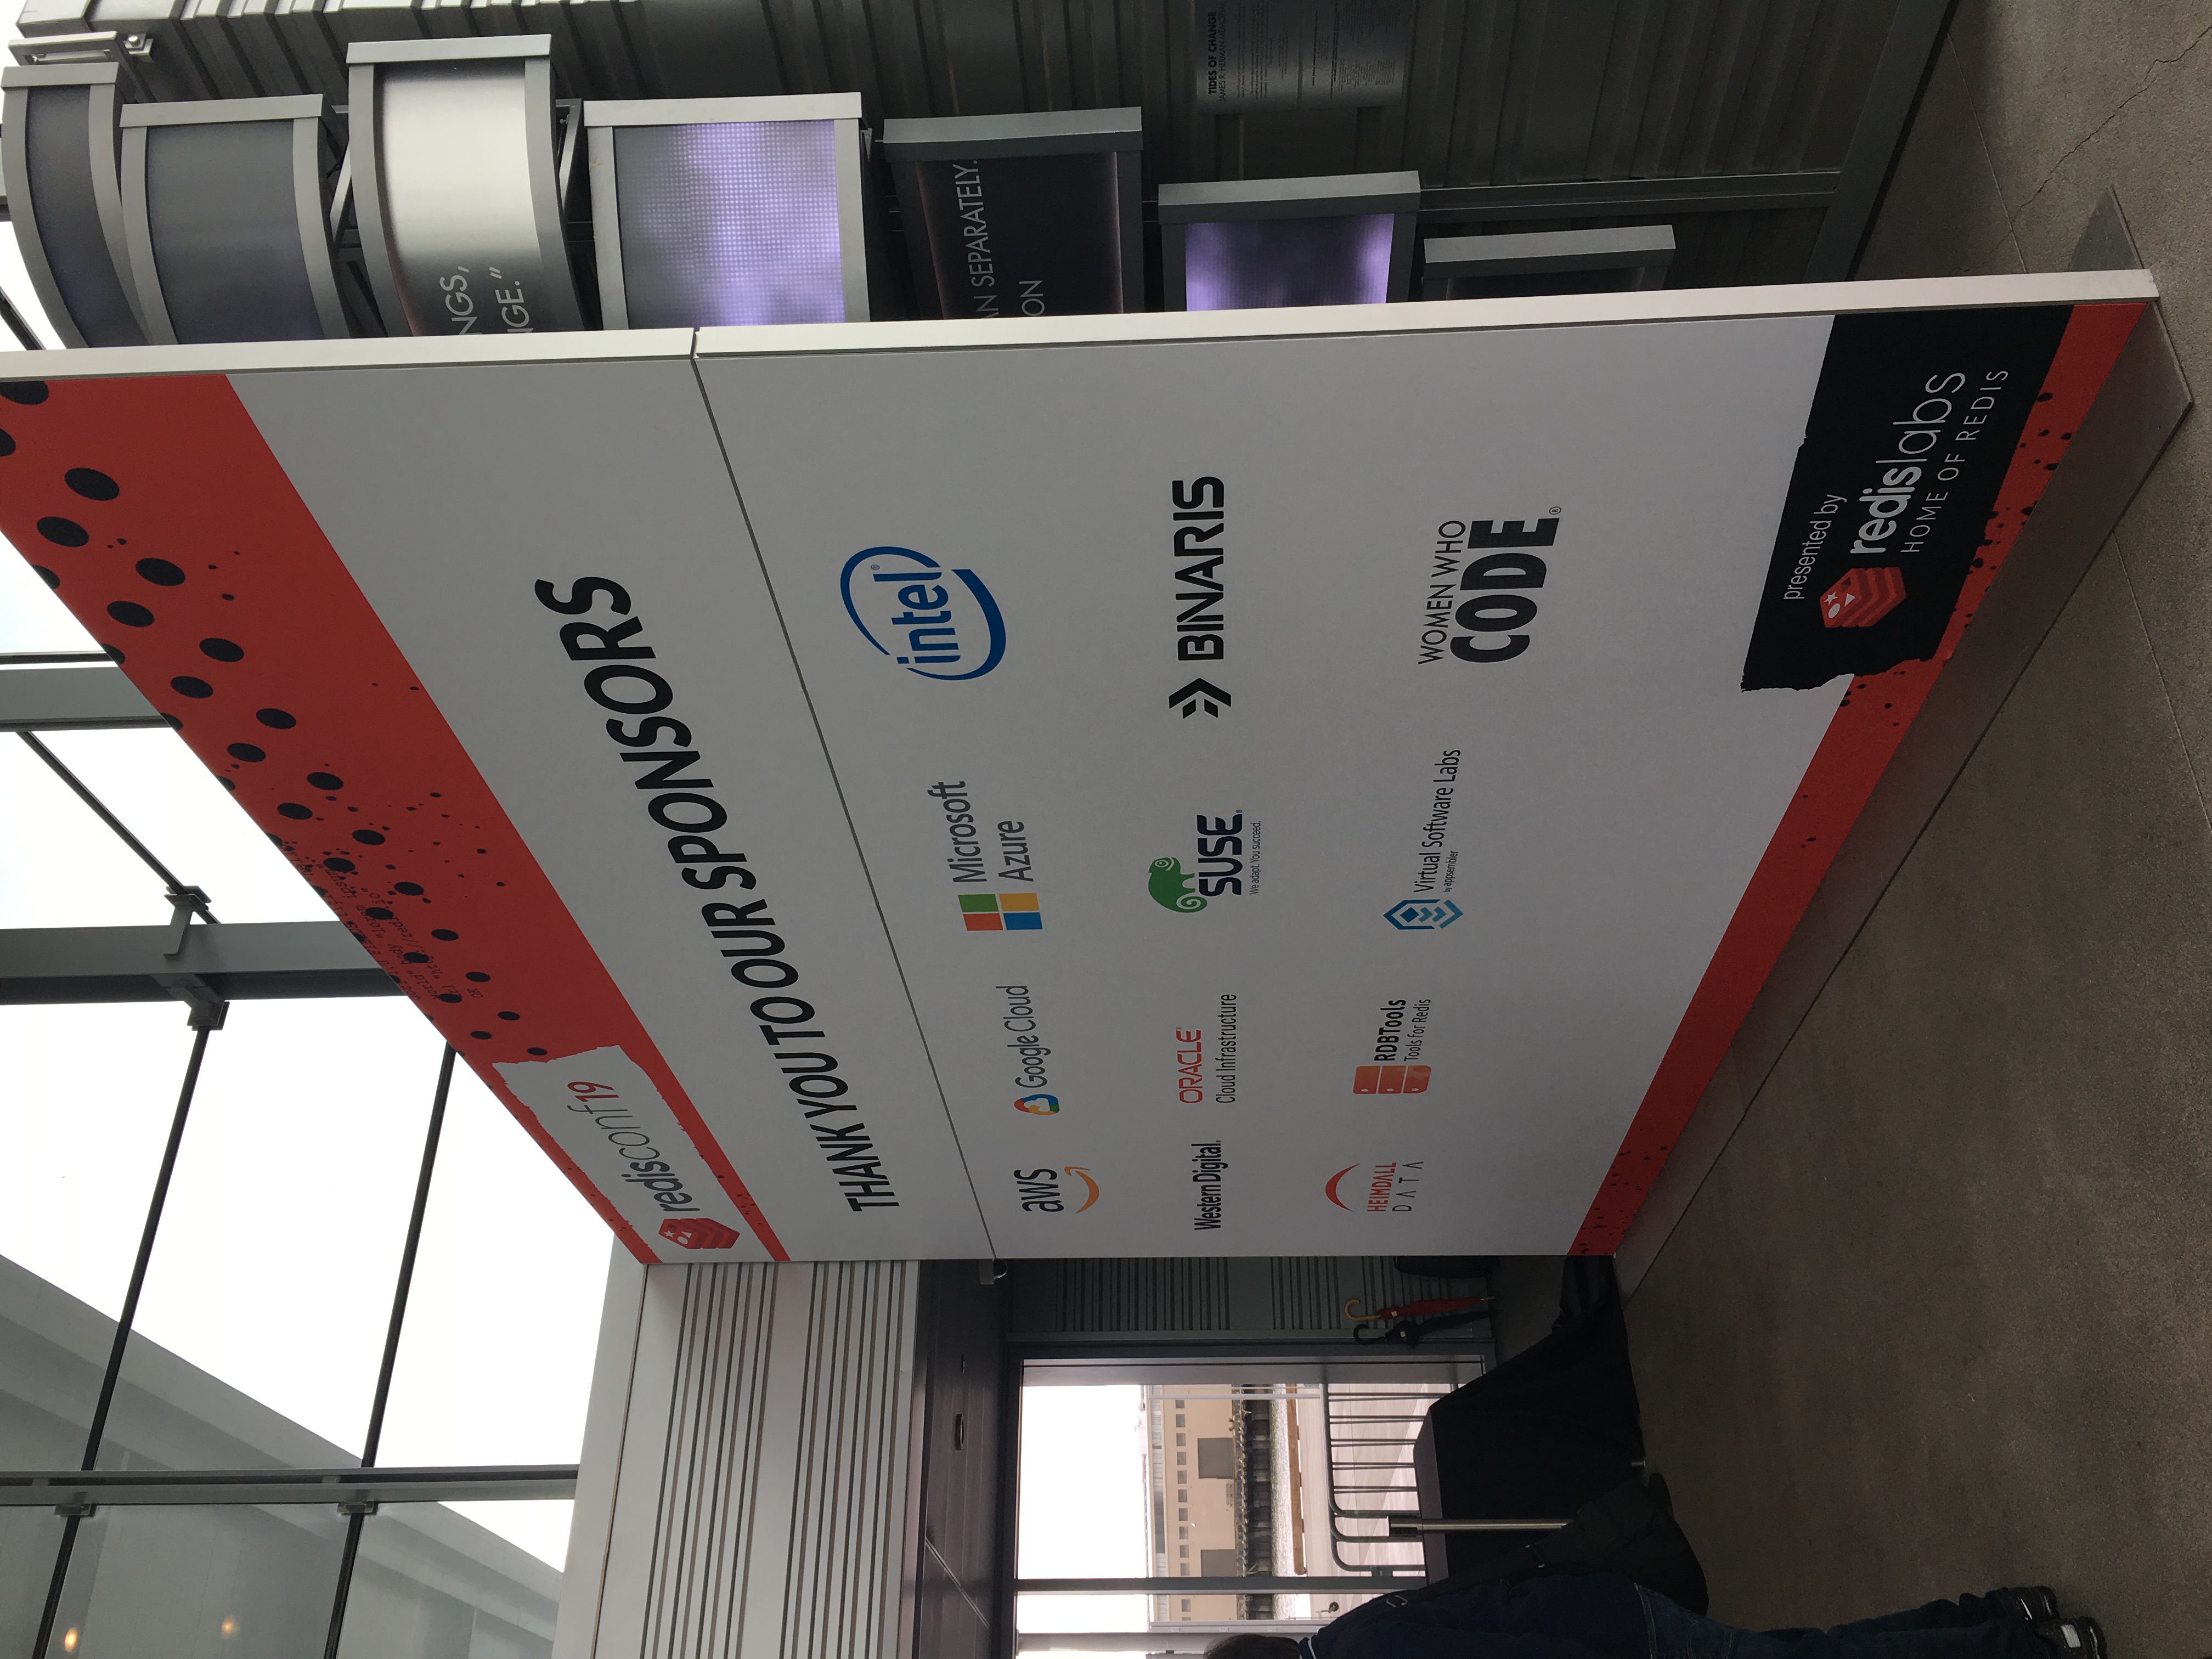 redisconf19
THANK YOU TO OUR SPONSORS
aws
Google Cloud
Microsoft
Azure
intel®
Western Digital.
ORACLE®
Cloud Infrastructure
SUSE®
We adapt. You succeed.
BINARIS
HEIMDALL
DATA
RDBTools
Tools for Redis
Virtual Software Labs
by appsembler
WOMEN WHO
CODE®
presented by
redislabs
HOME OF REDIS
NGS,
NGE.”
AN SEPARATELY.
ON
TIDES OF CHANGE
JAMES R. HERMAN